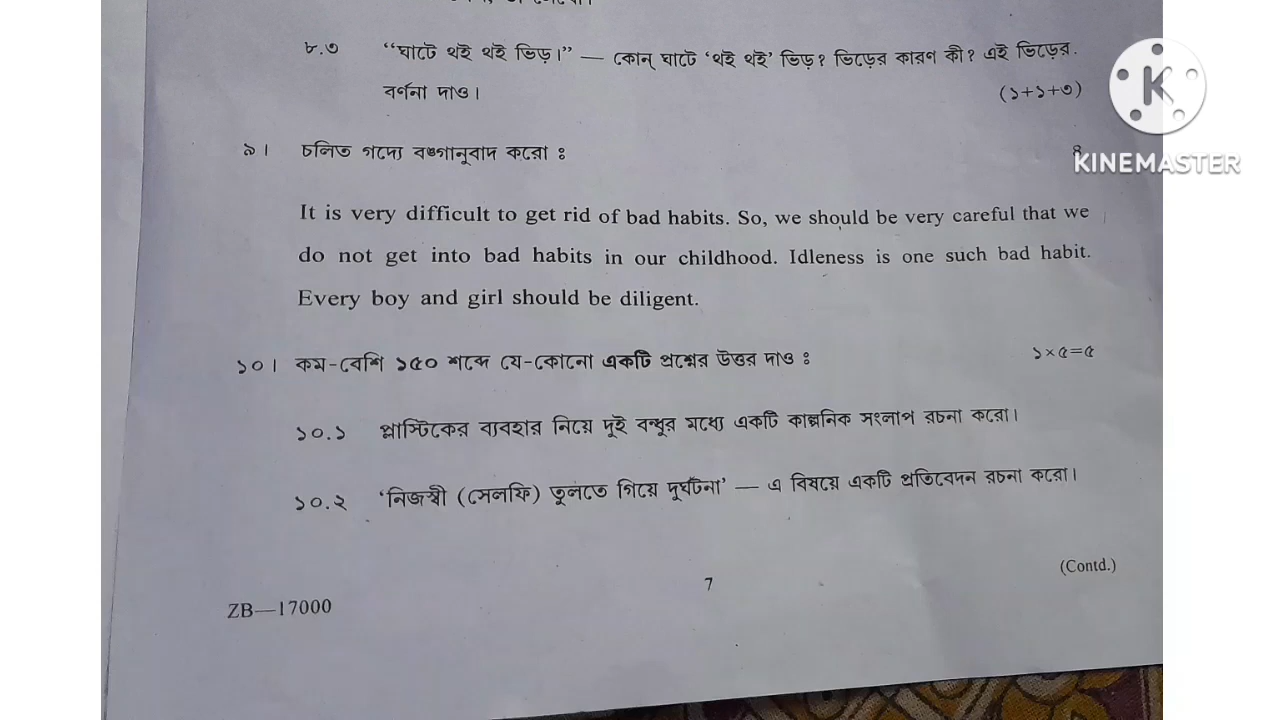 ৮.৩ “ঘাটে থই থই ভিড়।” — কোন্ ঘাটে ‘থই থই’ ভিড়? ভিড়ের কারণ কী? এই ভিড়ের
বর্ণনা দাও। (১+১+৩)
K
KINEMASTER
৯। চলিত গদ্যে বঙ্গানুবাদ করো ঃ ৪
It is very difficult to get rid of bad habits. So, we should be very careful that we
do not get into bad habits in our childhood. Idleness is one such bad habit.
Every boy and girl should be diligent.
১০। কম-বেশি ১৫০ শব্দে যে-কোনো একটি প্রশ্নের উত্তর দাও ঃ ১×৫=৫
১০.১ প্লাস্টিকের ব্যবহার নিয়ে দুই বন্ধুর মধ্যে একটি কাল্পনিক সংলাপ রচনা করো।
১০.২ ‘নিজস্বী (সেলফি) তুলতে গিয়ে দুর্ঘটনা’ — এ বিষয়ে একটি প্রতিবেদন রচনা করো।
(Contd.)
7
ZB—17000